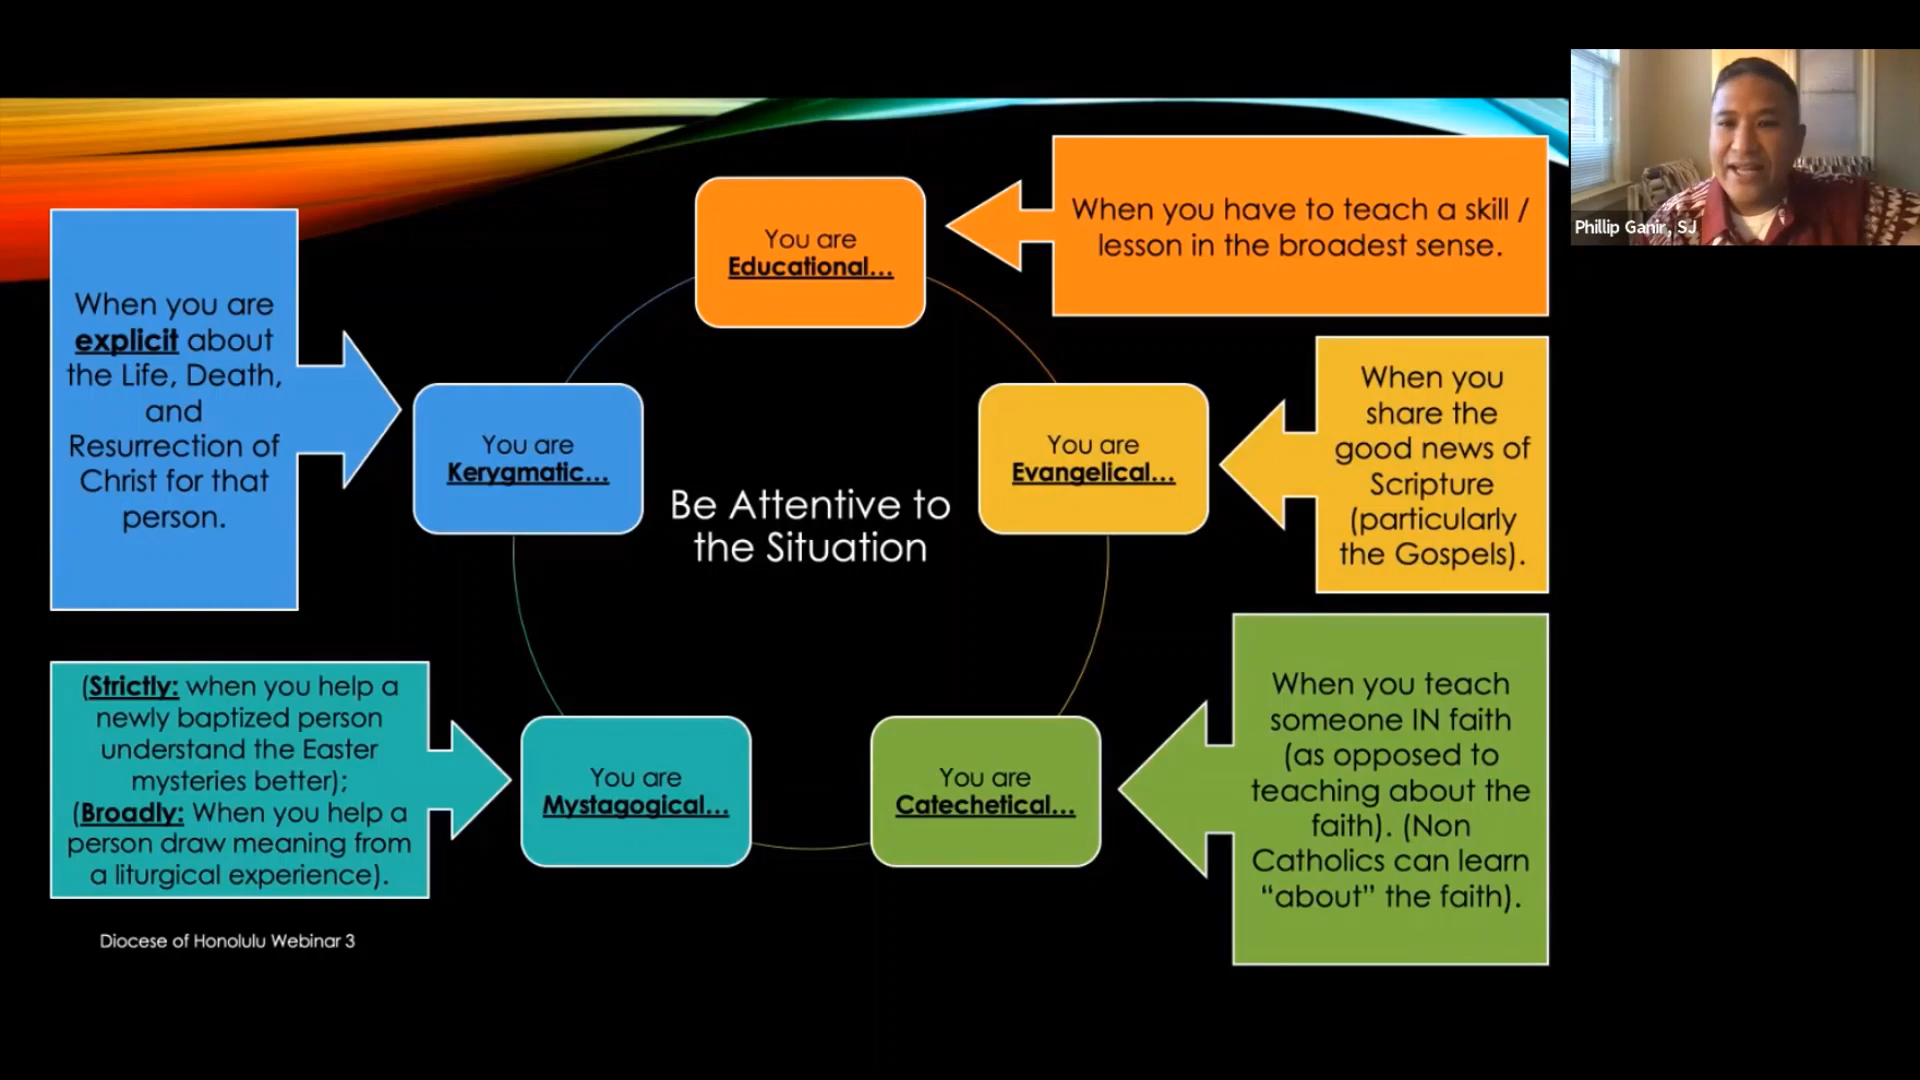 When you have to teach a skill /
lesson in the broadest sense.
You are
Educational...
Phillip Ganir, SJ
When you are
explicit about
the Life, Death,
and
Resurrection of
Christ for that
person.
You are
Kerygmatic...
Be Attentive to
the Situation
You are
Evangelical...
When you
share the
good news of
Scripture
(particularly
the Gospels).
(Strictly: when you help a
newly baptized person
understand the Easter
mysteries better);
(Broadly: When you help a
person draw meaning from
a liturgical experience).
You are
Mystagogical...
You are
Catechetical...
When you teach
someone IN faith
(as opposed to
teaching about the
faith). (Non
Catholics can learn
“about” the faith).
Diocese of Honolulu Webinar 3